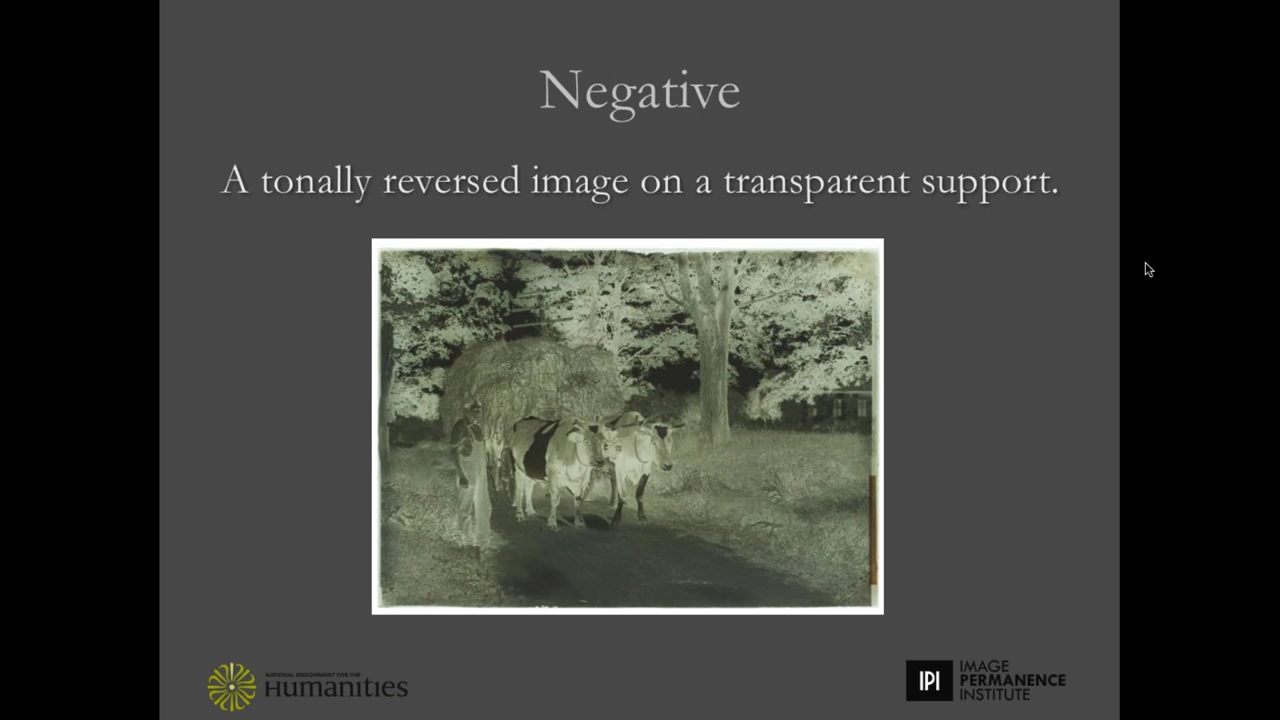 Negative
A tonally reversed image on a transparent support.
NATIONAL ENDOWMENT FOR THE
Humanities
IPI
IMAGE
PERMANENCE
INSTITUTE